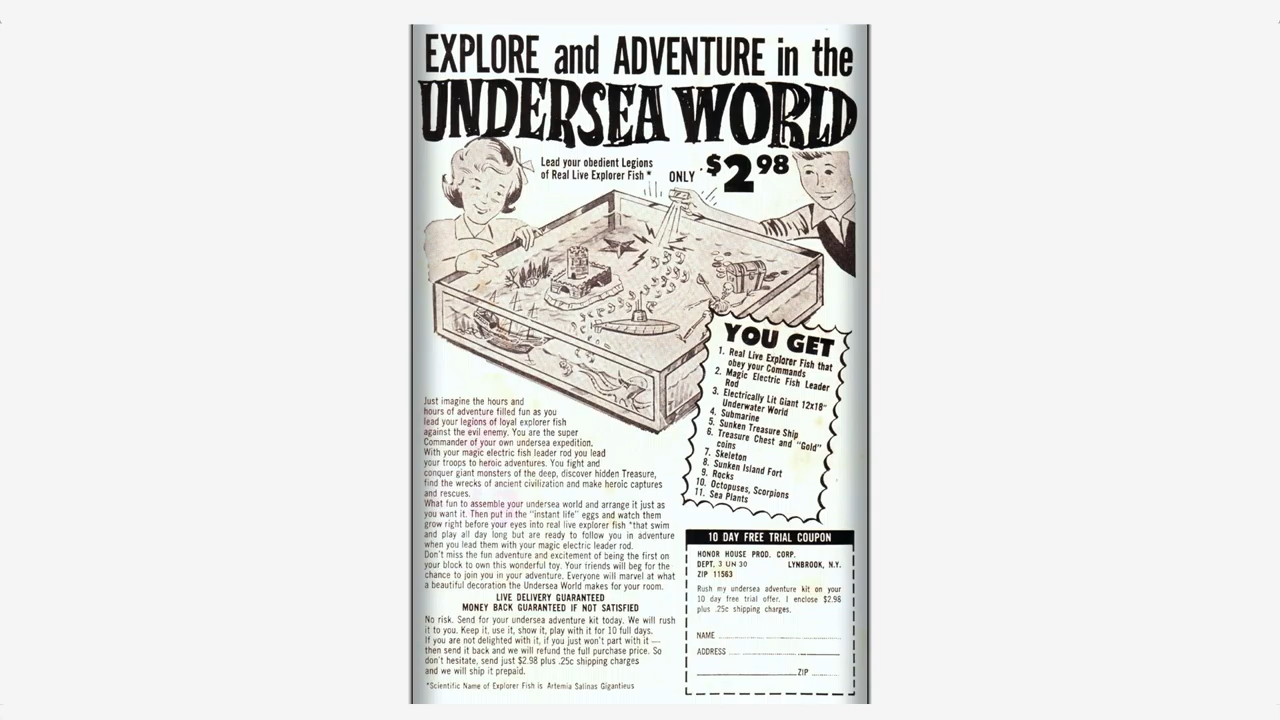 EXPLORE and ADVENTURE in the
UNDERSEA WORLD
Lead your obedient Legions
of Real Live Explorer Fish *
ONLY $2 98
YOU GET
1. Real Live Explorer Fish that
obey your Commands
2. Magic Electric Fish Leader
Rod
3. Electrically Lit Giant 12x18"
Underwater World
4. Submarine
5. Sunken Treasure Ship
6. Treasure Chest and "Gold"
coins
7. Skeleton
8. Sunken Island Fort
9. Rocks
10. Octopuses, Scorpions
11. Sea Plants
Just imagine the hours and
hours of adventure filled fun as you
lead your legions of loyal explorer fish
against the evil enemy. You are the super
Commander of your own undersea expedition.
With your magic electric fish leader rod you lead
your troops to heroic adventures. You fight and
conquer giant monsters of the deep, discover hidden Treasure,
find the wrecks of ancient civilization and make heroic captures
and rescues.
What fun to assemble your undersea world and arrange it just as
you want it. Then put in the "instant life" eggs and watch them
grow right before your eyes into real live explorer fish *that swim
and play all day long but are ready to follow you in adventure
when you lead them with your magic electric leader rod.
Don't miss the fun adventure and excitement of being the first on
your block to own this wonderful toy. Your friends will beg for the
chance to join you in your adventure. Everyone will marvel at what
a beautiful decoration the Undersea World makes for your room.
LIVE DELIVERY GUARANTEED
MONEY BACK GUARANTEED IF NOT SATISFIED
No risk. Send for your undersea adventure kit today. We will rush
it to you. Keep it, use it, show it, play with it for 10 full days.
If you are not delighted with it, if you just won't part with it —
then send it back and we will refund the full purchase price. So
don't hesitate, send just $2.98 plus .25c shipping charges
and we will ship it prepaid.
*Scientific Name of Explorer Fish is Artemia Salinas Gigantieus
10 DAY FREE TRIAL COUPON
HONOR HOUSE PROD. CORP.
DEPT. 3 UN 30 LYNBROOK, N.Y.
ZIP 11563
Rush my undersea adventure kit on your
10 day free trial offer. I enclose $2.98
plus .25c shipping charges.
NAME
ADDRESS
ZIP